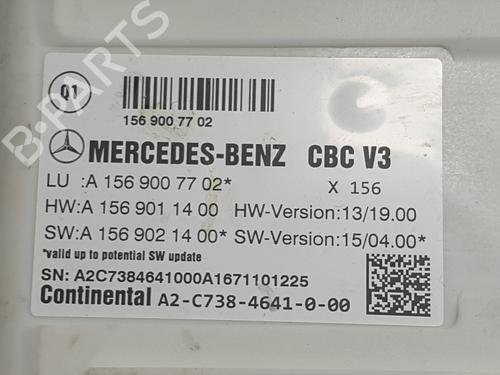 Q1
156 900 77 02
MERCEDES-BENZ CBC V3
LU :A 156 900 77 02* X 156
HW:A 156 901 14 00 HW-Version:13/19.00
SW:A 156 902 14 00* SW-Version:15/04.00*
*valid up to potential SW update
SN: A2C7384641000A1671101225
Continental A2-C738-4641-0-00
B-PARTS